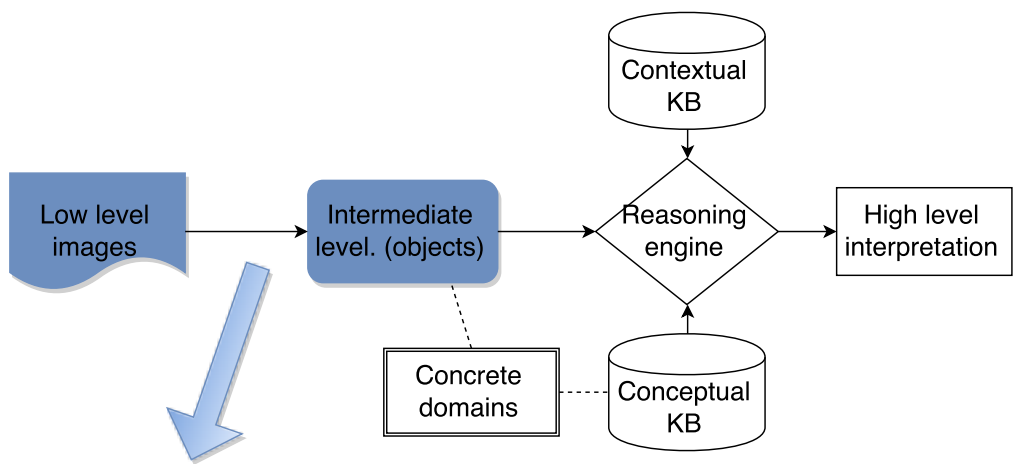 Contextual
KB
Low level
images
Intermediate
level. (objects)
Reasoning
engine
High level
interpretation
Concrete
domains
Conceptual
KB